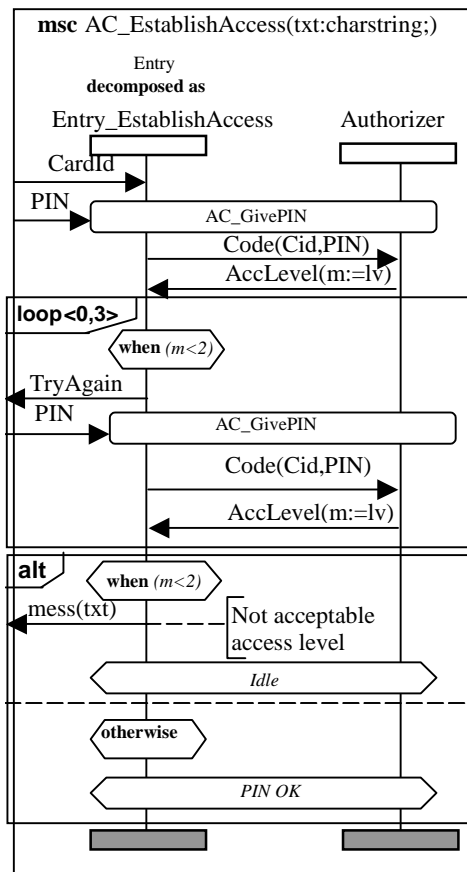 msc AC_EstablishAccess(txt:charstring;)
Entry
decomposed as
Entry_EstablishAccess
Authorizer
CardId
PIN
AC_GivePIN
Code(Cid,PIN)
AccLevel(m:=lv)
loop<0,3>
when (m<2)
TryAgain
PIN
AC_GivePIN
Code(Cid,PIN)
AccLevel(m:=lv)
alt
when (m<2)
mess(txt)
Not acceptable
access level
Idle
otherwise
PIN OK